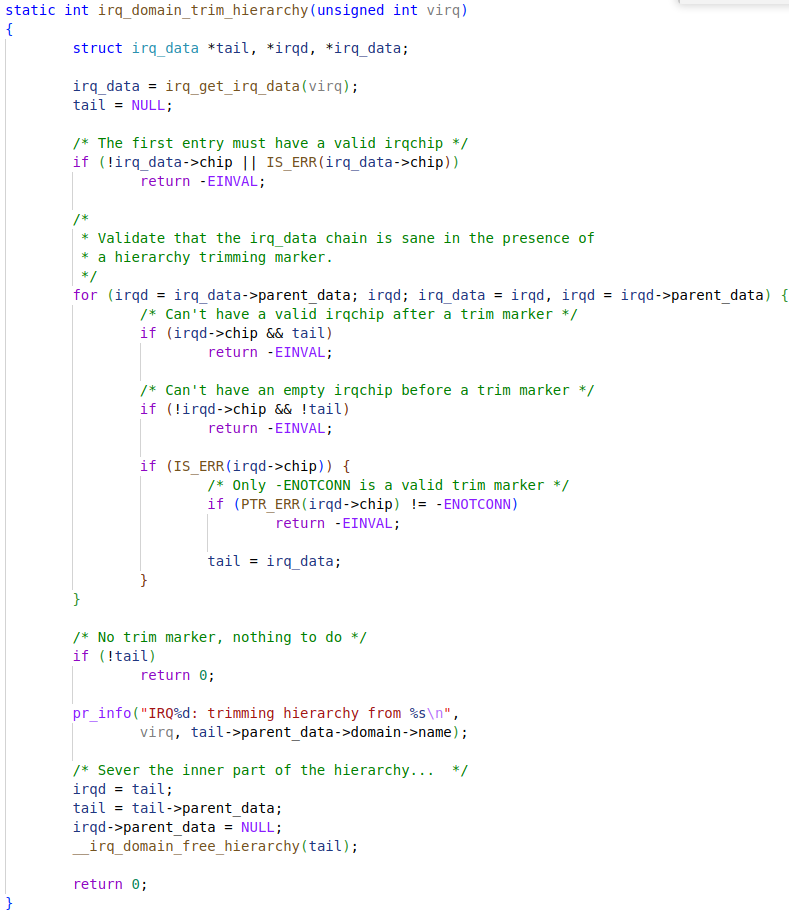 static int irq_domain_trim_hierarchy(unsigned int virq)
{
        struct irq_data *tail, *irqd, *irq_data;

        irq_data = irq_get_irq_data(virq);
        tail = NULL;

        /* The first entry must have a valid irqchip */
        if (!irq_data->chip || IS_ERR(irq_data->chip))
                return -EINVAL;

        /*
         * Validate that the irq_data chain is sane in the presence of
         * a hierarchy trimming marker.
         */
        for (irqd = irq_data->parent_data; irqd; irq_data = irqd, irqd = irqd->parent_data) {
                /* Can't have a valid irqchip after a trim marker */
                if (irqd->chip && tail)
                        return -EINVAL;

                /* Can't have an empty irqchip before a trim marker */
                if (!irqd->chip && !tail)
                        return -EINVAL;

                if (IS_ERR(irqd->chip)) {
                        /* Only -ENOTCONN is a valid trim marker */
                        if (PTR_ERR(irqd->chip) != -ENOTCONN)
                                return -EINVAL;

                        tail = irq_data;
                }
        }

        /* No trim marker, nothing to do */
        if (!tail)
                return 0;

        pr_info("IRQ%d: trimming hierarchy from %s\n",
                virq, tail->parent_data->domain->name);

        /* Sever the inner part of the hierarchy...  */
        irqd = tail;
        tail = tail->parent_data;
        irqd->parent_data = NULL;
        __irq_domain_free_hierarchy(tail);

        return 0;
}